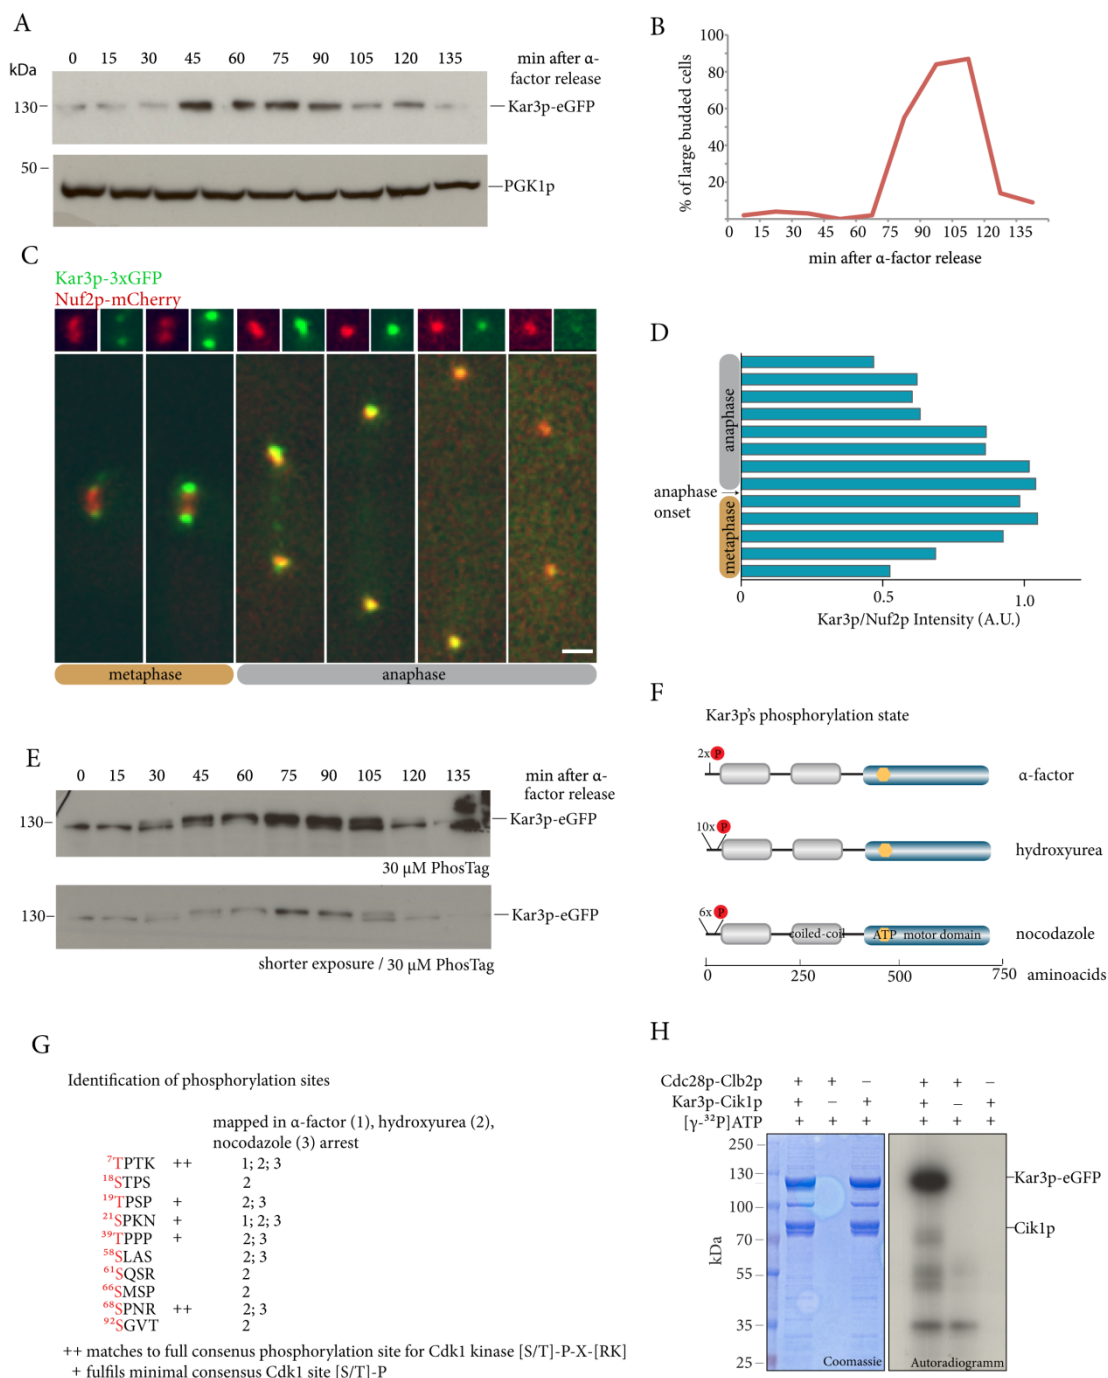 A
0 15 30 45 60 75 90 105 120 135 min after α-
factor release
kDa
130 Kar3p-eGFP
50
PGK1p
B
% of large budded cells
100
80
60
40
20
0 15 30 45 60 75 90 105 120 135
min after α-factor release
C
Kar3p-3xGFP
Nuf2p-mCherry
metaphase anaphase
D
anaphase
anaphase
onset
metaphase
0 0.5 1.0
Kar3p/Nuf2p Intensity (A.U.)
E
0 15 30 45 60 75 90 105 120 135 min after α-
factor release
130 Kar3p-eGFP
30 µM PhosTag
130 Kar3p-eGFP
shorter exposure / 30 µM PhosTag
F
Kar3p's phosphorylation state
2x P
α-factor
10x P
hydroxyurea
6x P
coiled-coil ATP motor domain nocodazole
0 250 500 750 aminoacids
G
Identification of phosphorylation sites
mapped in α-factor (1), hydroxyurea (2),
nocodazole (3) arrest
⁷TPTK ++ 1; 2; 3
¹⁸STPS 2
¹⁹TPSP + 2; 3
²¹SPKN + 1; 2; 3
³⁹TPPP + 2; 3
⁵⁸SLAS 2; 3
⁶¹SQSR 2
⁶⁶SMSP 2
⁶⁸SPNR ++ 2; 3
⁹²SGVT 2
++ matches to full consenus phosphorylation site for Cdk1 kinase [S/T]-P-X-[RK]
+ fulfils minimal consensus Cdk1 site [S/T]-P
H
Cdc28p-Clb2p + + – + + –
Kar3p-Cik1p + – + + – +
[γ-³²P]ATP + + + + + +
kDa
250
130 Kar3p-eGFP
100
Cik1p
70
55
35
25
Coomassie Autoradiogramm